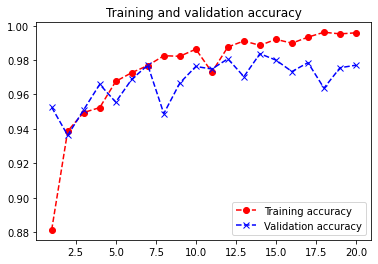 Training and validation accuracy
1.00
0.98
0.96
0.94
0.92
0.90
0.88
Training accuracy
Validation accuracy
2.5 5.0 7.5 10.0 12.5 15.0 17.5 20.0